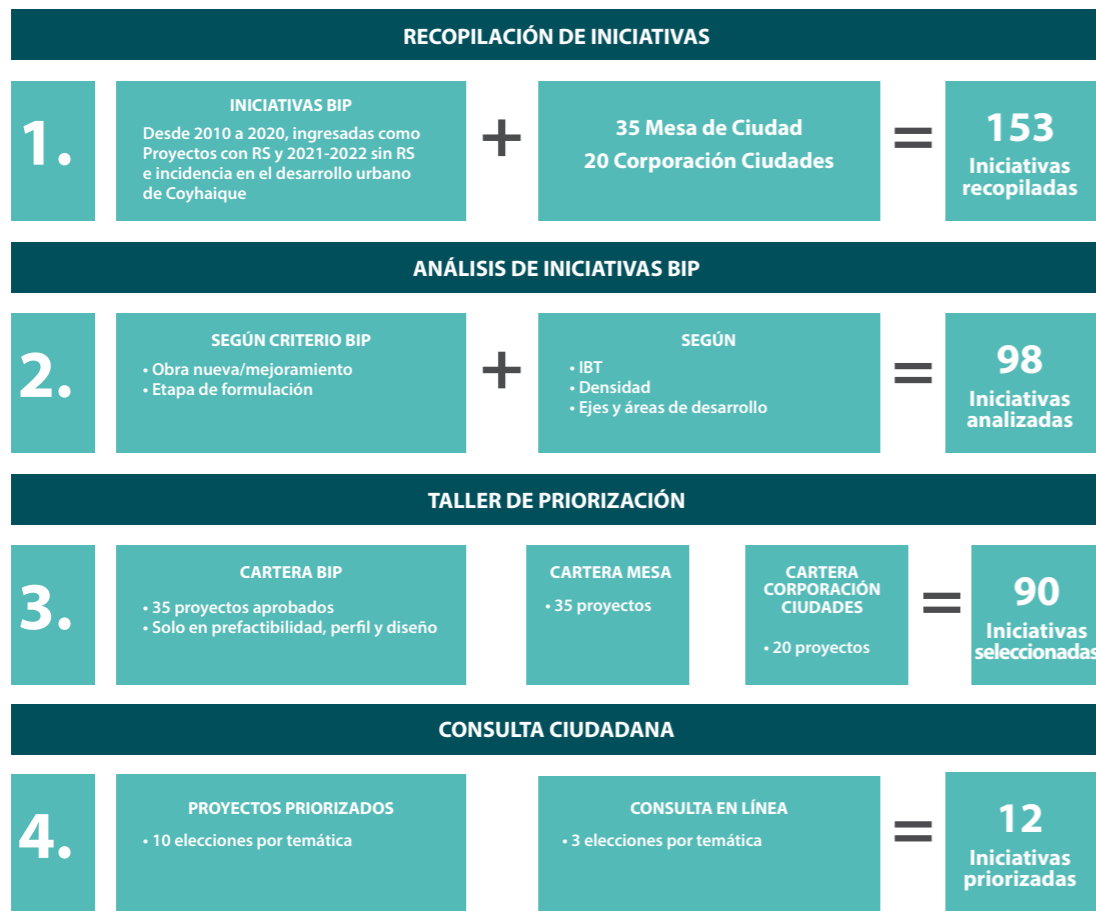 RECOPILACIÓN DE INICIATIVAS
1.
INICIATIVAS BIP
Desde 2010 a 2020, ingresadas como
Proyectos con RS y 2021-2022 sin RS
e incidencia en el desarrollo urbano
de Coyhaique
+
35 Mesa de Ciudad
20 Corporación Ciudades
=
153
Iniciativas
recopiladas
ANÁLISIS DE INICIATIVAS BIP
2.
SEGÚN CRITERIO BIP
• Obra nueva/mejoramiento
• Etapa de formulación
+
SEGÚN
• IBT
• Densidad
• Ejes y áreas de desarrollo
=
98
Iniciativas
analizadas
TALLER DE PRIORIZACIÓN
3.
CARTERA BIP
• 35 proyectos aprobados
• Solo en prefactibilidad, perfil y diseño
CARTERA MESA
• 35 proyectos
CARTERA
CORPORACIÓN
CIUDADES
• 20 proyectos
=
90
Iniciativas
seleccionadas
CONSULTA CIUDADANA
4.
PROYECTOS PRIORIZADOS
• 10 elecciones por temática
CONSULTA EN LÍNEA
• 3 elecciones por temática
=
12
Iniciativas
priorizadas